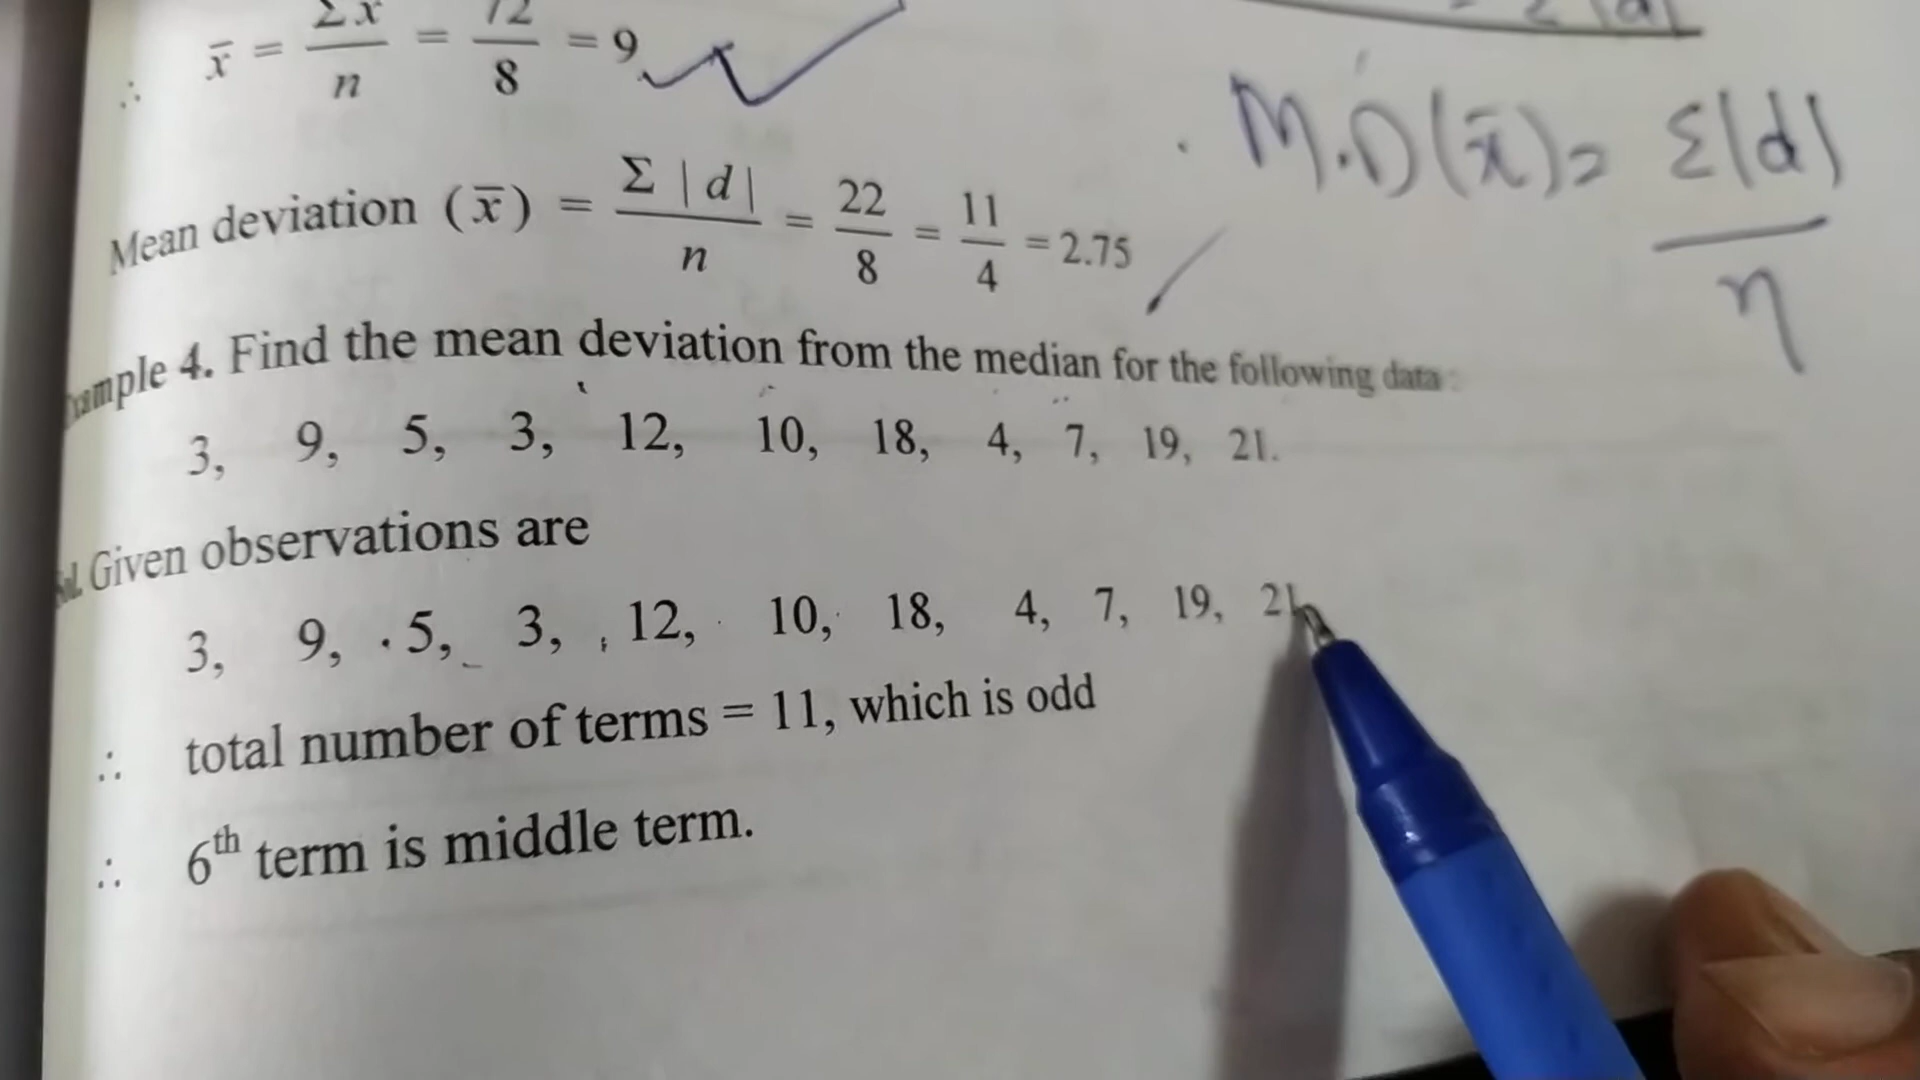 ∴ x̄ = Σx/n = 72/8 = 9
M.D(x̄) = Σ|d|/n
Mean deviation (x̄) = Σ|d|/n = 22/8 = 11/4 = 2.75
Example 4. Find the mean deviation from the median for the following data :
3, 9, 5, 3, 12, 10, 18, 4, 7, 19, 21.
Sol. Given observations are
3, 9, 5, 3, 12, 10, 18, 4, 7, 19, 21
∴ total number of terms = 11, which is odd
∴ 6th term is middle term.